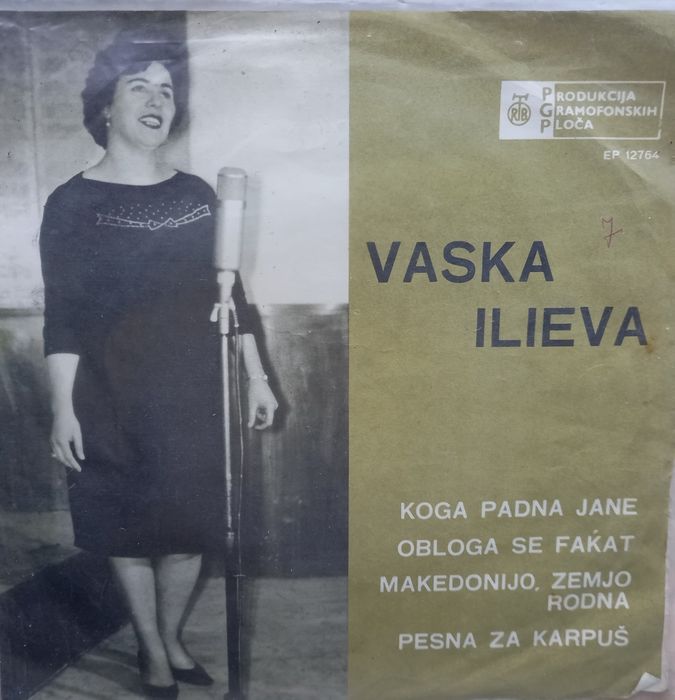 RTB
PRODUKCIJA
GRAMOFONSKIH
PLOČA
EP 12764
7
VASKA
ILIEVA
KOGA PADNA JANE
OBLOGA SE FAḰAT
MAKEDONIJO, ZEMJO
RODNA
PESNA ZA KARPUŠ